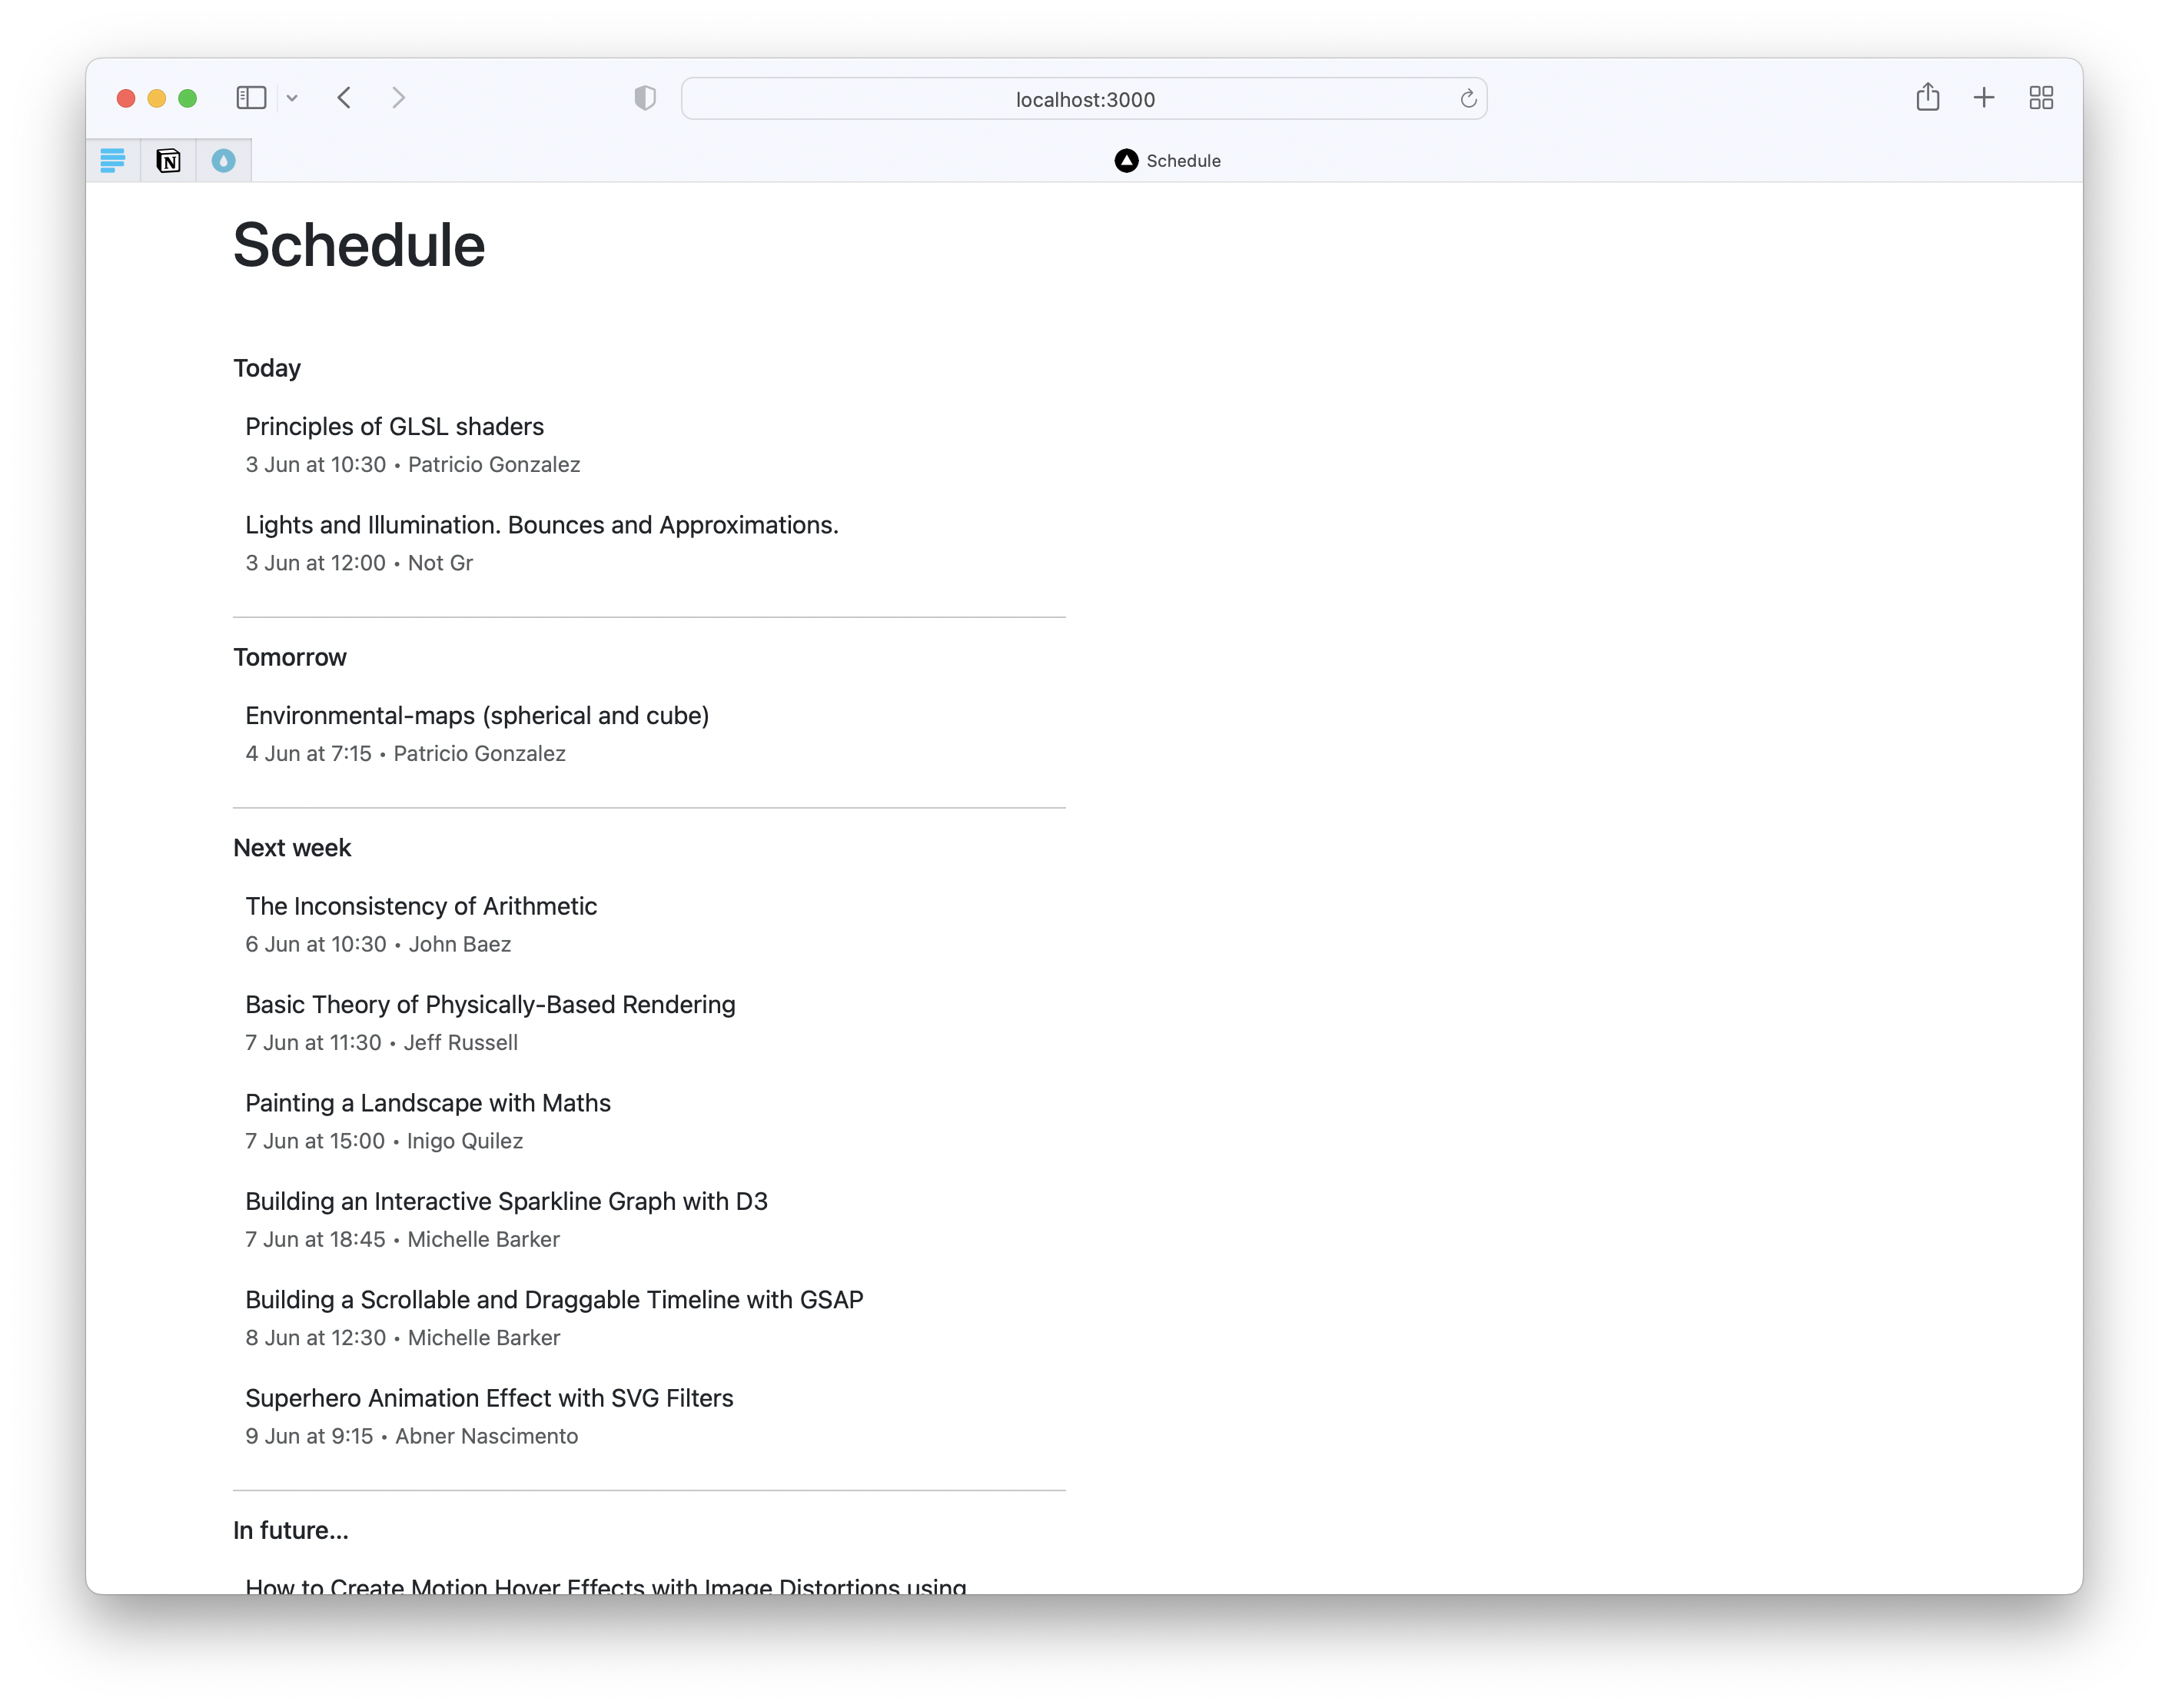 localhost:3000
N
Schedule
Schedule
Today
Principles of GLSL shaders
3 Jun at 10:30 • Patricio Gonzalez
Lights and Illumination. Bounces and Approximations.
3 Jun at 12:00 • Not Gr
Tomorrow
Environmental-maps (spherical and cube)
4 Jun at 7:15 • Patricio Gonzalez
Next week
The Inconsistency of Arithmetic
6 Jun at 10:30 • John Baez
Basic Theory of Physically-Based Rendering
7 Jun at 11:30 • Jeff Russell
Painting a Landscape with Maths
7 Jun at 15:00 • Inigo Quilez
Building an Interactive Sparkline Graph with D3
7 Jun at 18:45 • Michelle Barker
Building a Scrollable and Draggable Timeline with GSAP
8 Jun at 12:30 • Michelle Barker
Superhero Animation Effect with SVG Filters
9 Jun at 9:15 • Abner Nascimento
In future...
How to Create Motion Hover Effects with Image Distortions using